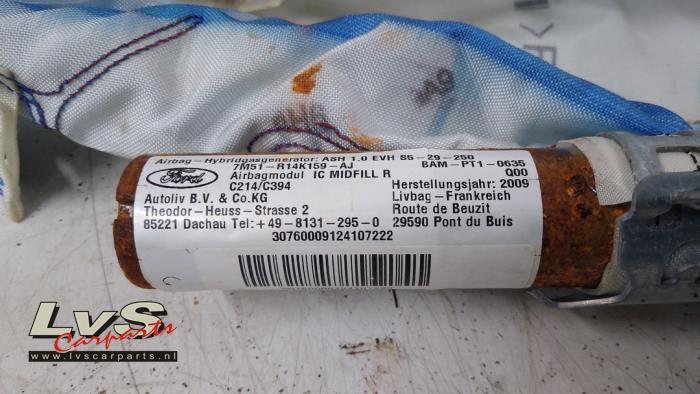 A9
Airbag-Hybridgasgenerator: ASH 1.0 EVH S5-29-250
7M51-R14K159-AJ BAM-PT1-0635
Ford Airbagmodul IC MIDFILL R Q00
C214/C394 Herstellungsjahr: 2009
Autoliv B.V. & Co.KG Livbag-Frankreich
Theodor-Heuss-Strasse 2 Route de Beuzit
85221 Dachau Tel:+49-8131-295-0 29590 Pont du Buis
30760009124107222
LvS
Carparts
www.lvscarparts.nl